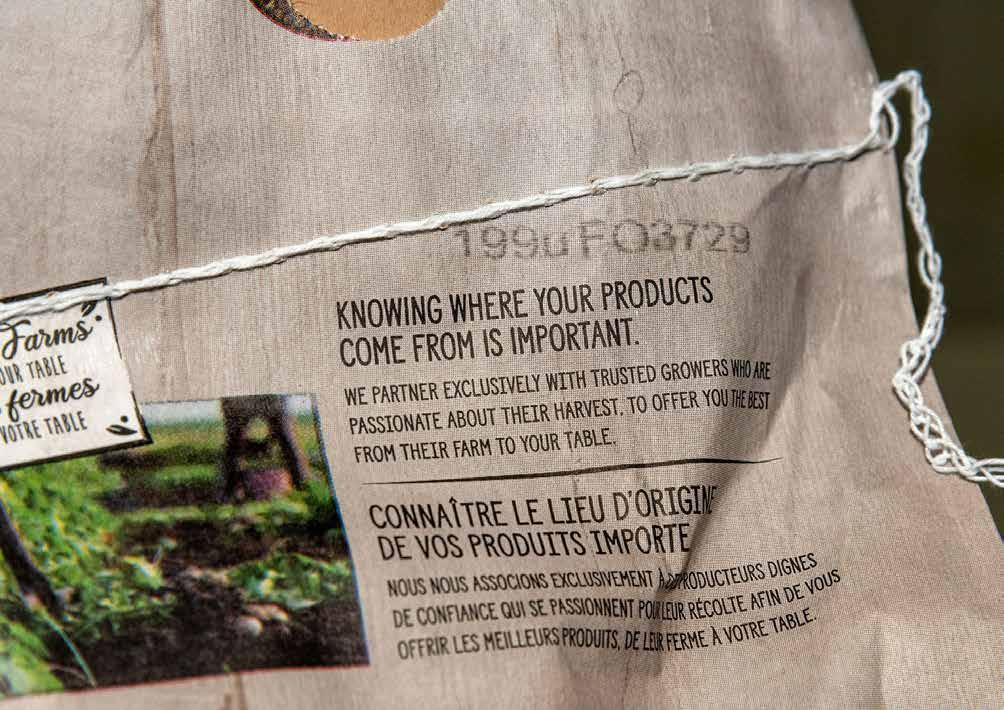 199u FO3729
Farms
OUR TABLE
fermes
VOTRE TABLE
KNOWING WHERE YOUR PRODUCTS
COME FROM IS IMPORTANT.
WE PARTNER EXCLUSIVELY WITH TRUSTED GROWERS WHO ARE
PASSIONATE ABOUT THEIR HARVEST, TO OFFER YOU THE BEST
FROM THEIR FARM TO YOUR TABLE.
CONNAÎTRE LE LIEU D'ORIGINE
DE VOS PRODUITS IMPORTE
NOUS NOUS ASSOCIONS EXCLUSIVEMENT À PRODUCTEURS DIGNES
DE CONFIANCE QUI SE PASSIONNENT POUR LEUR RÉCOLTE AFIN DE VOUS
OFFRIR LES MEILLEURS PRODUITS, DE LEUR FERME À VOTRE TABLE.